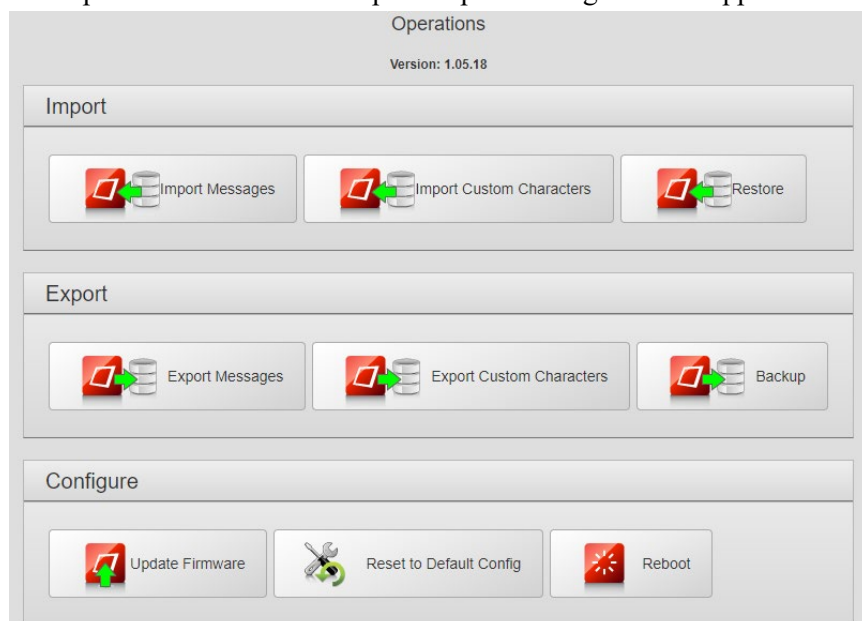 Operations
Version: 1.05.18
Import
Import Messages Import Custom Characters Restore
Export
Export Messages Export Custom Characters Backup
Configure
Update Firmware Reset to Default Config Reboot